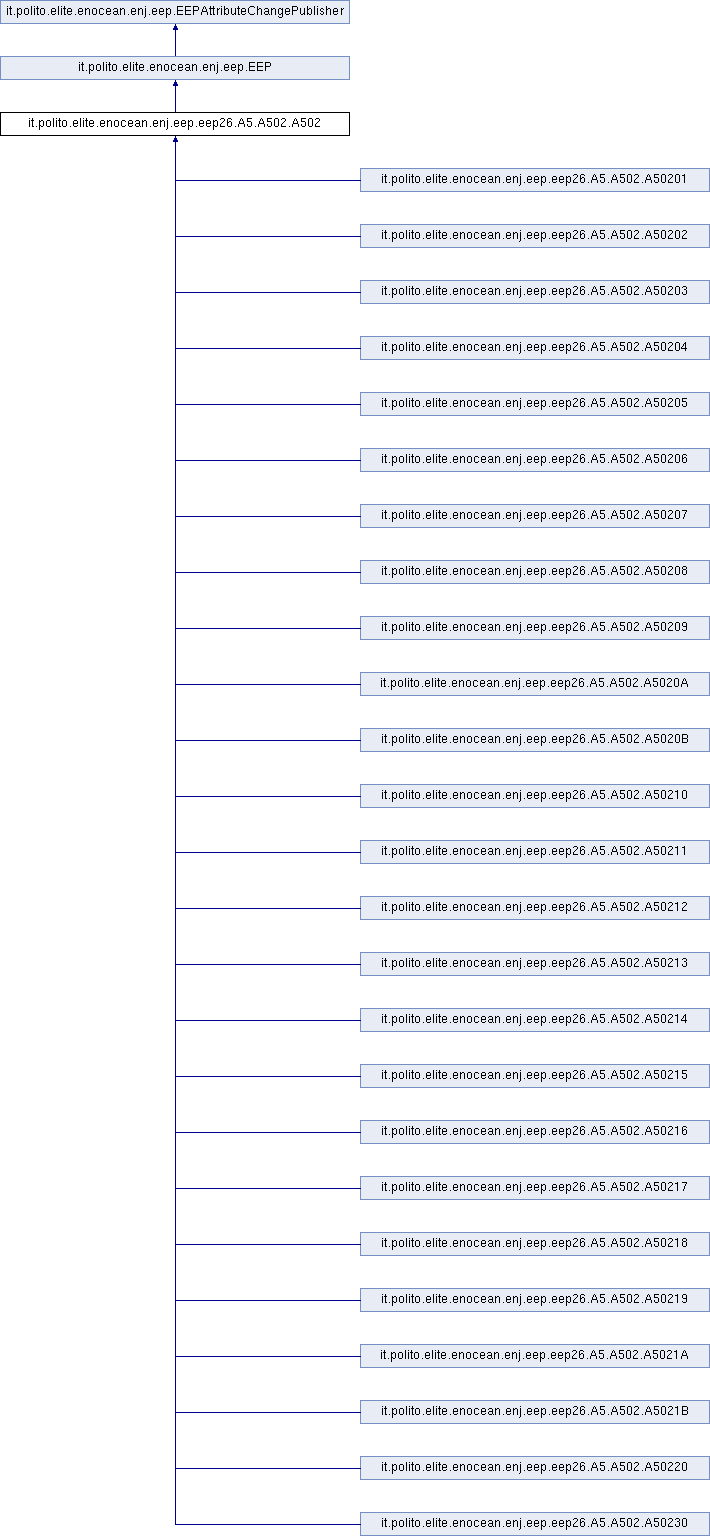 it.polito.elite.enocean.enj.eep.EEPAttributeChangePublisher
it.polito.elite.enocean.enj.eep.EEP
it.polito.elite.enocean.enj.eep.eep26.A5.A502.A502
it.polito.elite.enocean.enj.eep.eep26.A5.A502.A50201
it.polito.elite.enocean.enj.eep.eep26.A5.A502.A50202
it.polito.elite.enocean.enj.eep.eep26.A5.A502.A50203
it.polito.elite.enocean.enj.eep.eep26.A5.A502.A50204
it.polito.elite.enocean.enj.eep.eep26.A5.A502.A50205
it.polito.elite.enocean.enj.eep.eep26.A5.A502.A50206
it.polito.elite.enocean.enj.eep.eep26.A5.A502.A50207
it.polito.elite.enocean.enj.eep.eep26.A5.A502.A50208
it.polito.elite.enocean.enj.eep.eep26.A5.A502.A50209
it.polito.elite.enocean.enj.eep.eep26.A5.A502.A5020A
it.polito.elite.enocean.enj.eep.eep26.A5.A502.A5020B
it.polito.elite.enocean.enj.eep.eep26.A5.A502.A50210
it.polito.elite.enocean.enj.eep.eep26.A5.A502.A50211
it.polito.elite.enocean.enj.eep.eep26.A5.A502.A50212
it.polito.elite.enocean.enj.eep.eep26.A5.A502.A50213
it.polito.elite.enocean.enj.eep.eep26.A5.A502.A50214
it.polito.elite.enocean.enj.eep.eep26.A5.A502.A50215
it.polito.elite.enocean.enj.eep.eep26.A5.A502.A50216
it.polito.elite.enocean.enj.eep.eep26.A5.A502.A50217
it.polito.elite.enocean.enj.eep.eep26.A5.A502.A50218
it.polito.elite.enocean.enj.eep.eep26.A5.A502.A50219
it.polito.elite.enocean.enj.eep.eep26.A5.A502.A5021A
it.polito.elite.enocean.enj.eep.eep26.A5.A502.A5021B
it.polito.elite.enocean.enj.eep.eep26.A5.A502.A50220
it.polito.elite.enocean.enj.eep.eep26.A5.A502.A50230